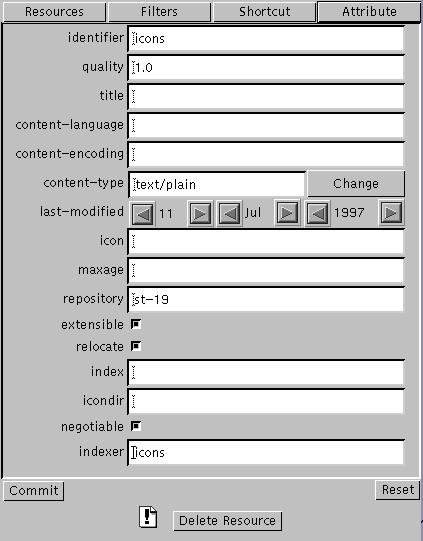 Resources Filters Shortcut Attribute
identifier icons
quality 1.0
title
content-language
content-encoding
content-type text/plain Change
last-modified 11 Jul 1997
icon
maxage
repository st-19
extensible
relocate
index
icondir
negotiable
indexer icons
Commit Reset
Delete Resource